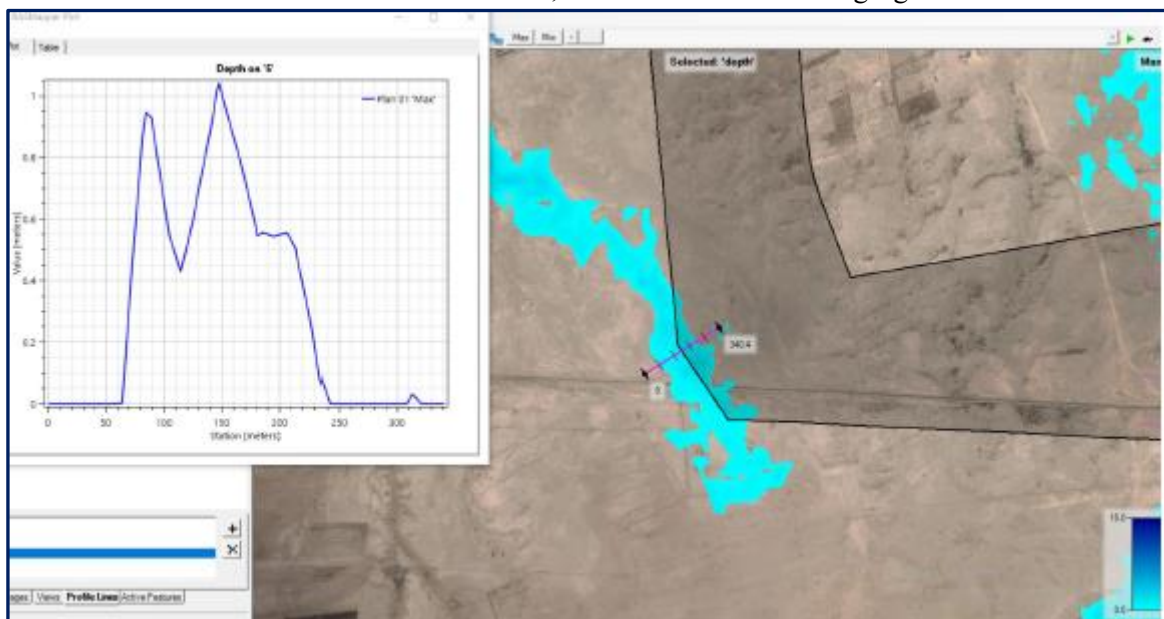 Plot
Table
Max Min
Depth on '5'
Plan 01 'Max'
Value [meters]
1
0.8
0.6
0.4
0.2
0
0 50 100 150 200 250 300
Station [meters]
Selected: 'depth'
Max
340.4
0
15.0
0.0
Views Profile Lines Active Features